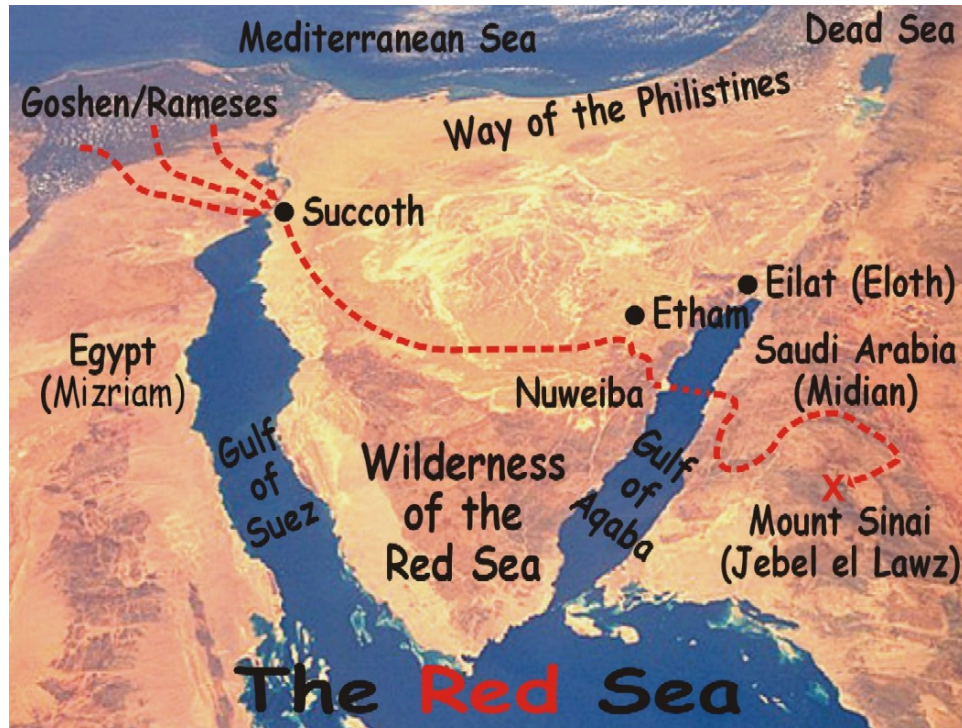 Mediterranean Sea
Dead Sea
Goshen/Rameses
Way of the Philistines
Succoth
Eilat (Eloth)
Etham
Egypt
(Mizriam)
Saudi Arabia
(Midian)
Nuweiba
Gulf
of
Suez
Wilderness
of the
Red Sea
Gulf
of
Aqaba
X
Mount Sinai
(Jebel el Lawz)
The Red Sea